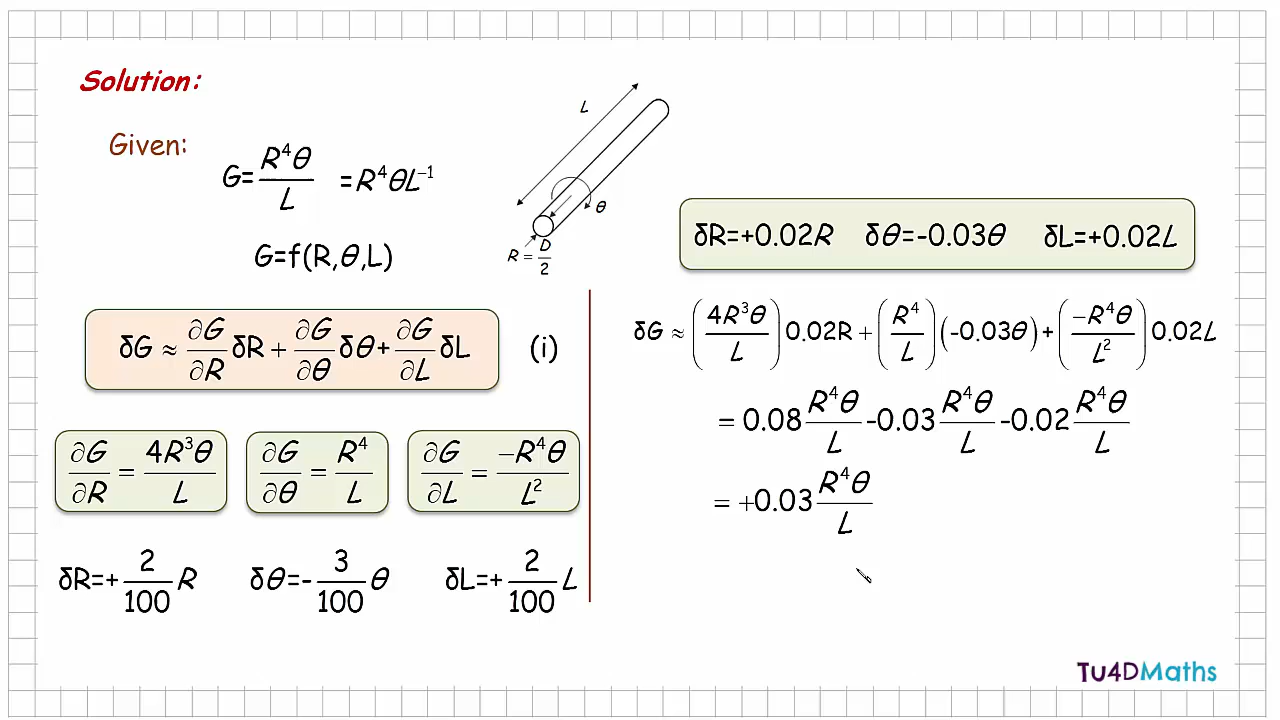 Solution:
Given:
G=R⁴θ/L =R⁴θL⁻¹
G=f(R,θ,L)
L
θ
R = D/2
δG ≈ ∂G/∂R δR + ∂G/∂θ δθ+ ∂G/∂L δL (i)
∂G/∂R = 4R³θ/L ∂G/∂θ = R⁴/L ∂G/∂L = −R⁴θ/L²
δR=+2/100 R δθ=-3/100 θ δL=+2/100 L
δR=+0.02R δθ=-0.03θ δL=+0.02L
δG ≈ (4R³θ/L) 0.02R + (R⁴/L) (-0.03θ) + (−R⁴θ/L²) 0.02L
= 0.08 R⁴θ/L -0.03 R⁴θ/L -0.02 R⁴θ/L
= +0.03 R⁴θ/L
Tu4DMaths